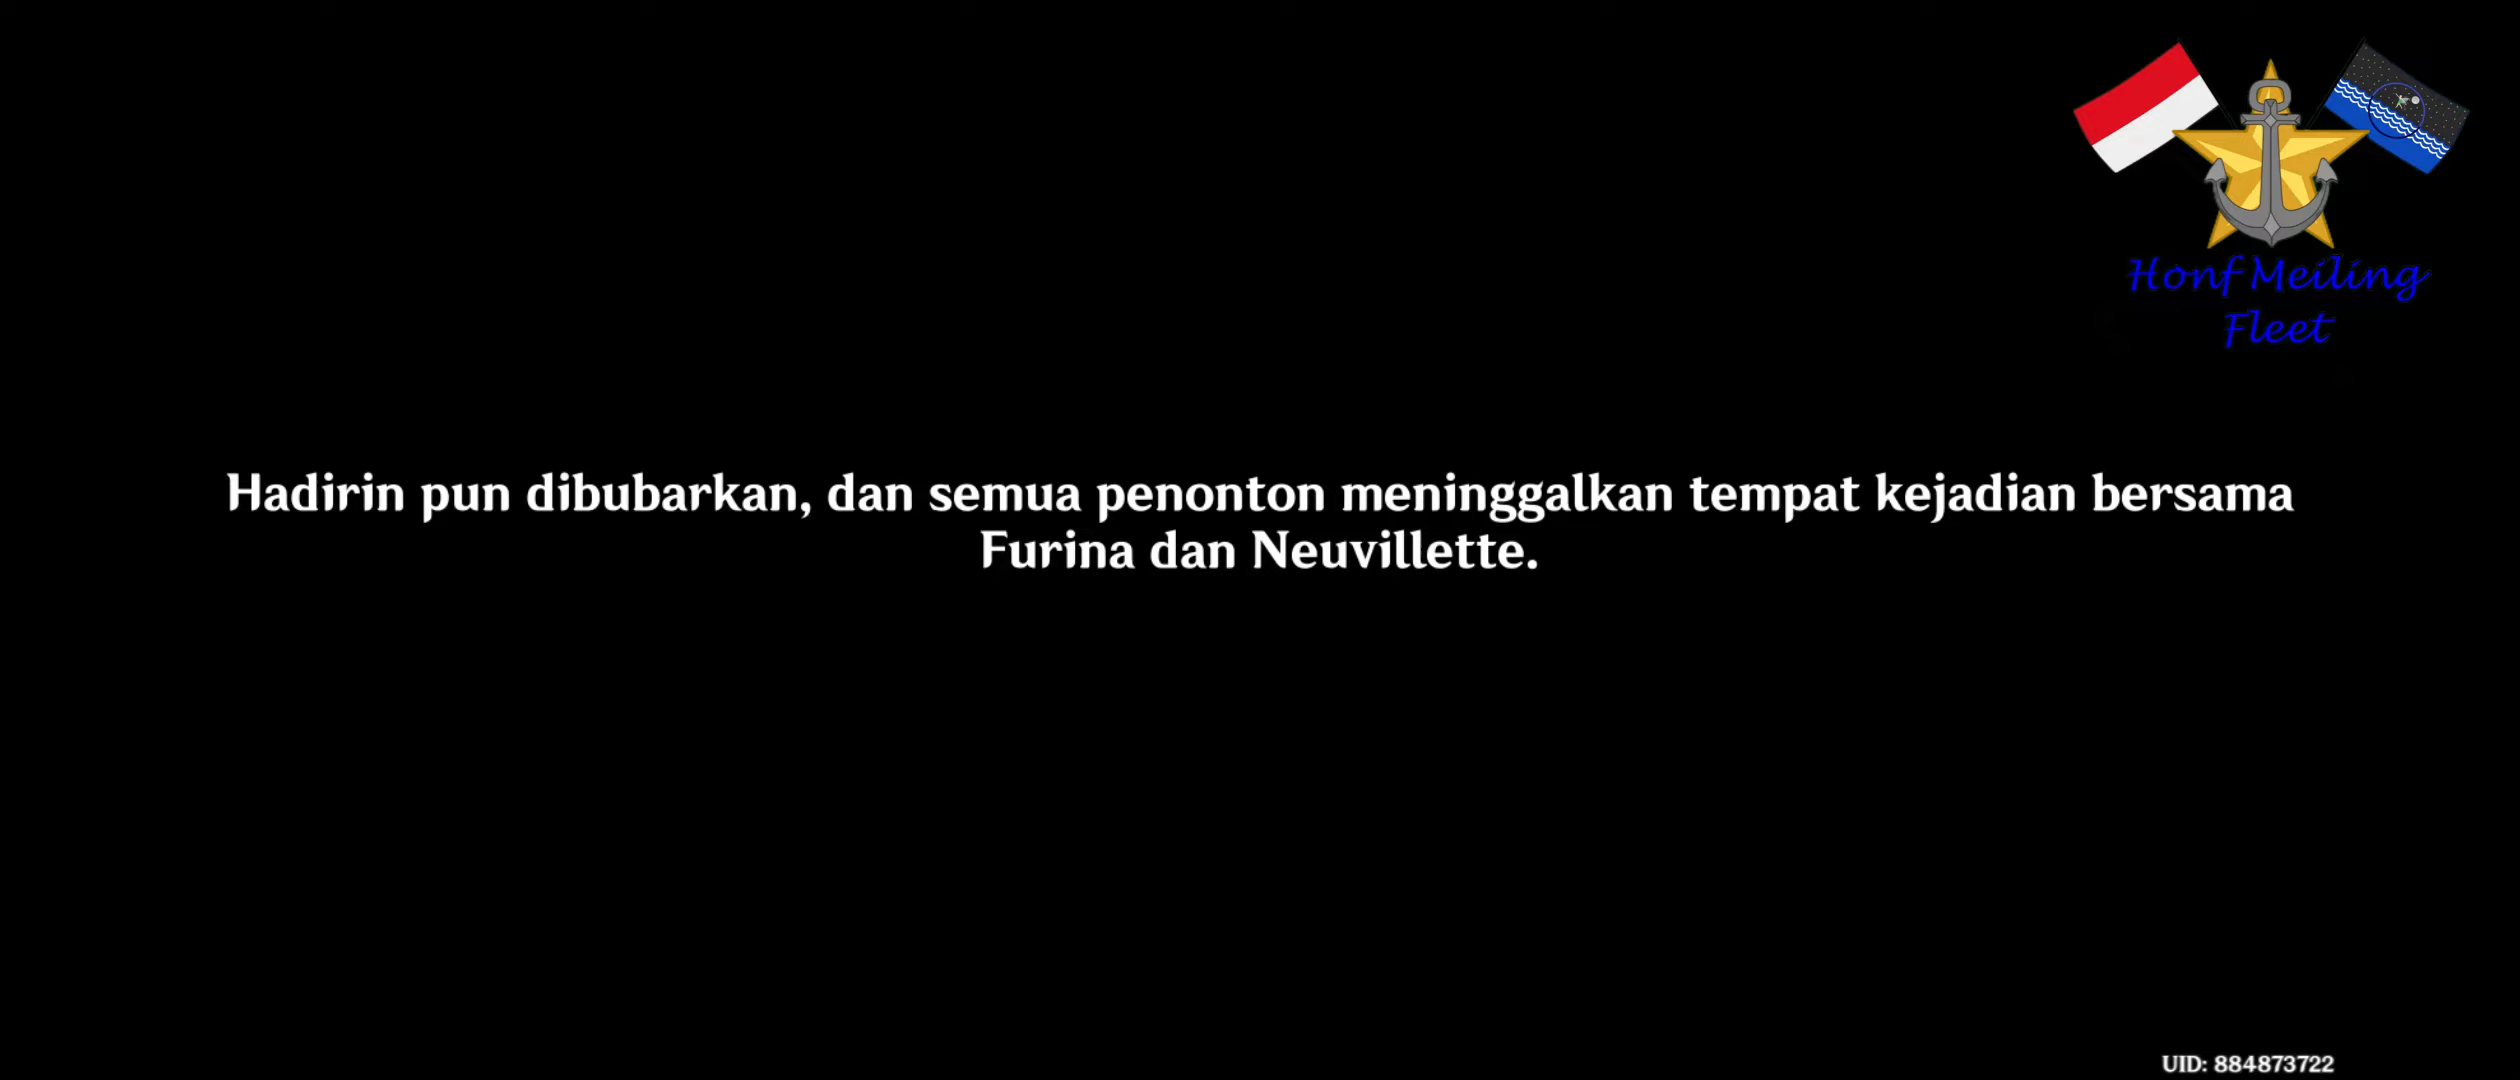 Honf Meiling
Fleet
Hadirin pun dibubarkan, dan semua penonton meninggalkan tempat kejadian bersama
Furina dan Neuvillette.
UID: 884873722